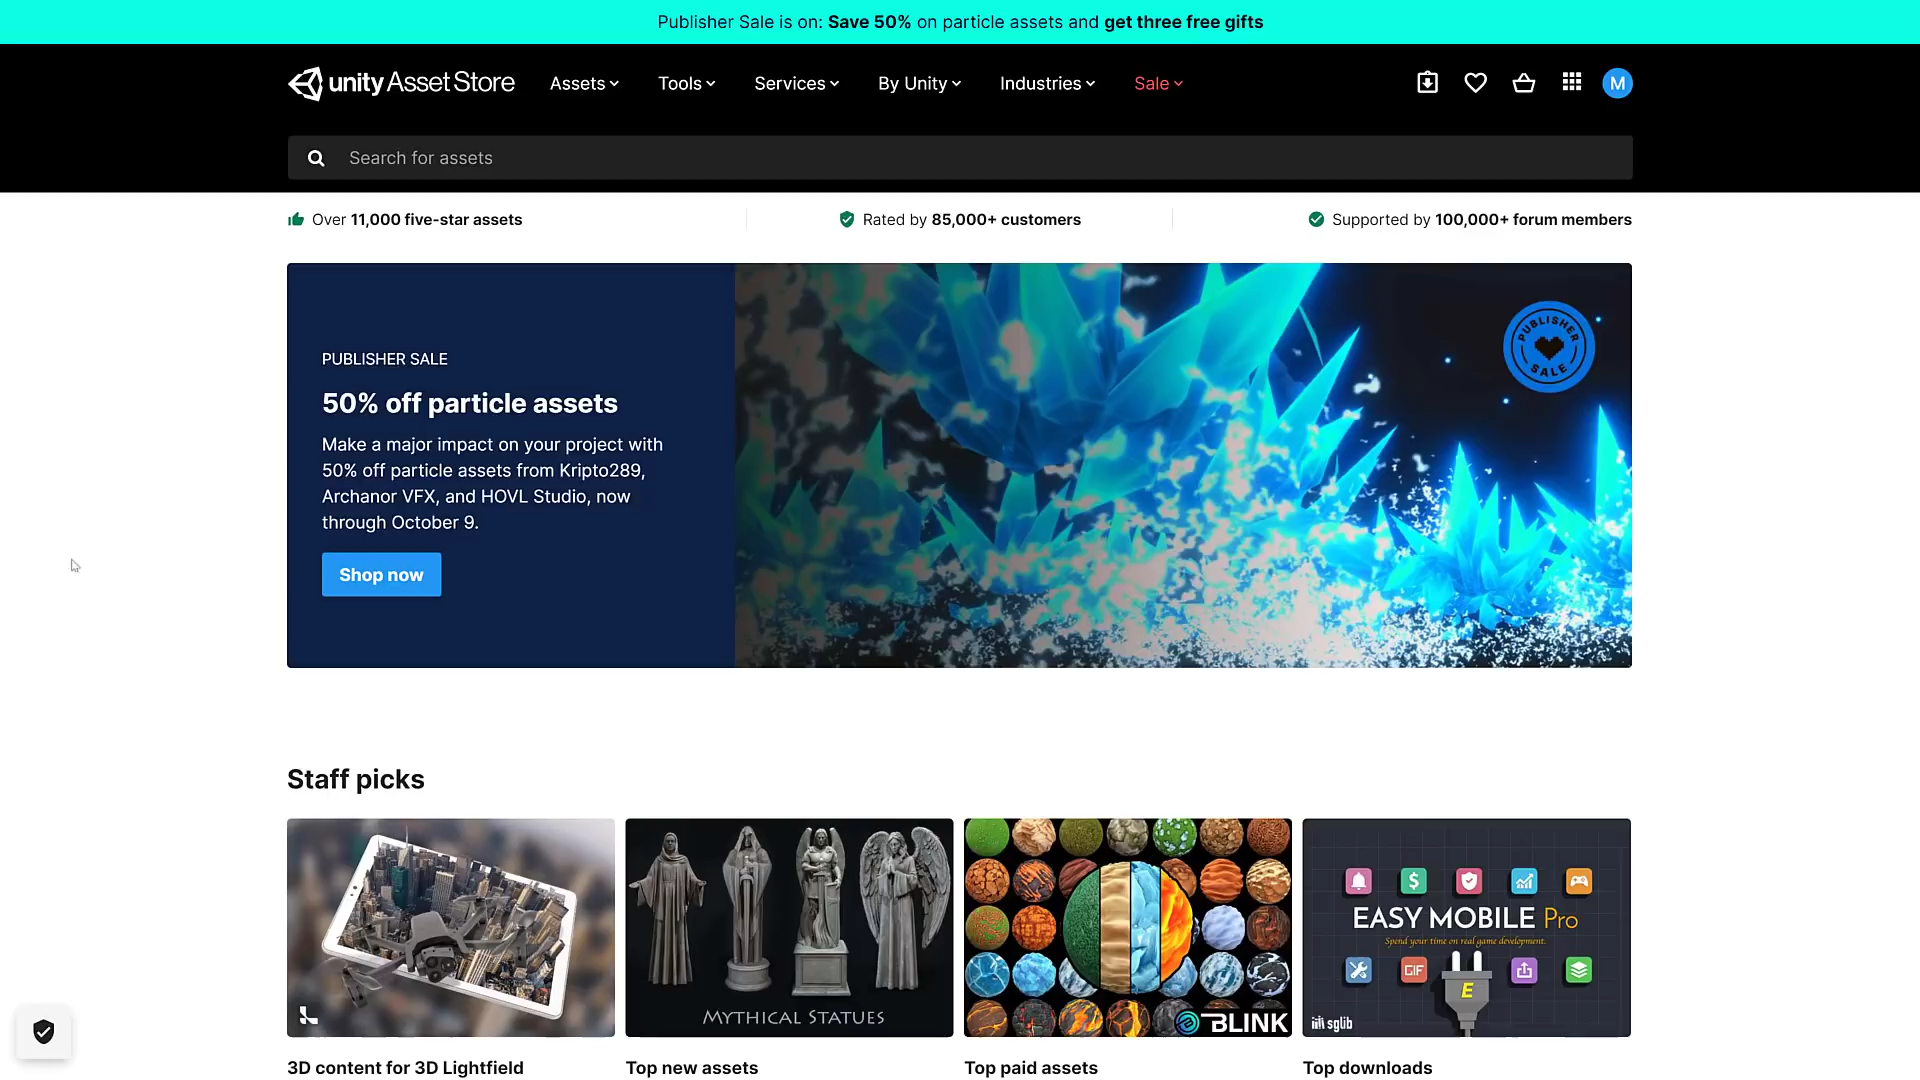 Publisher Sale is on: Save 50% on particle assets and get three free gifts
unity Asset Store
Assets
Tools
Services
By Unity
Industries
Sale
M
Search for assets
Over 11,000 five-star assets
Rated by 85,000+ customers
Supported by 100,000+ forum members
PUBLISHER SALE
PUBLISHER SALE
50% off particle assets
Make a major impact on your project with
50% off particle assets from Kripto289,
Archanor VFX, and HOVL Studio, now
through October 9.
Shop now
Staff picks
MYTHICAL STATUES
BLINK
EASY MOBILE Pro
Spend your time on real game development.
GIF
E
sglib
3D content for 3D Lightfield
Top new assets
Top paid assets
Top downloads